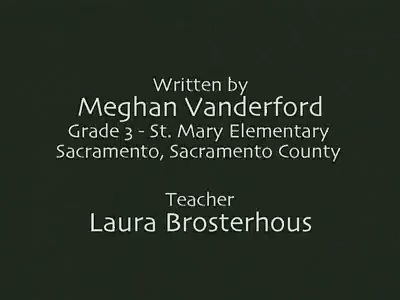 Written by
Meghan Vanderford
Grade 3 - St. Mary Elementary
Sacramento, Sacramento County
Teacher
Laura Brosterhous